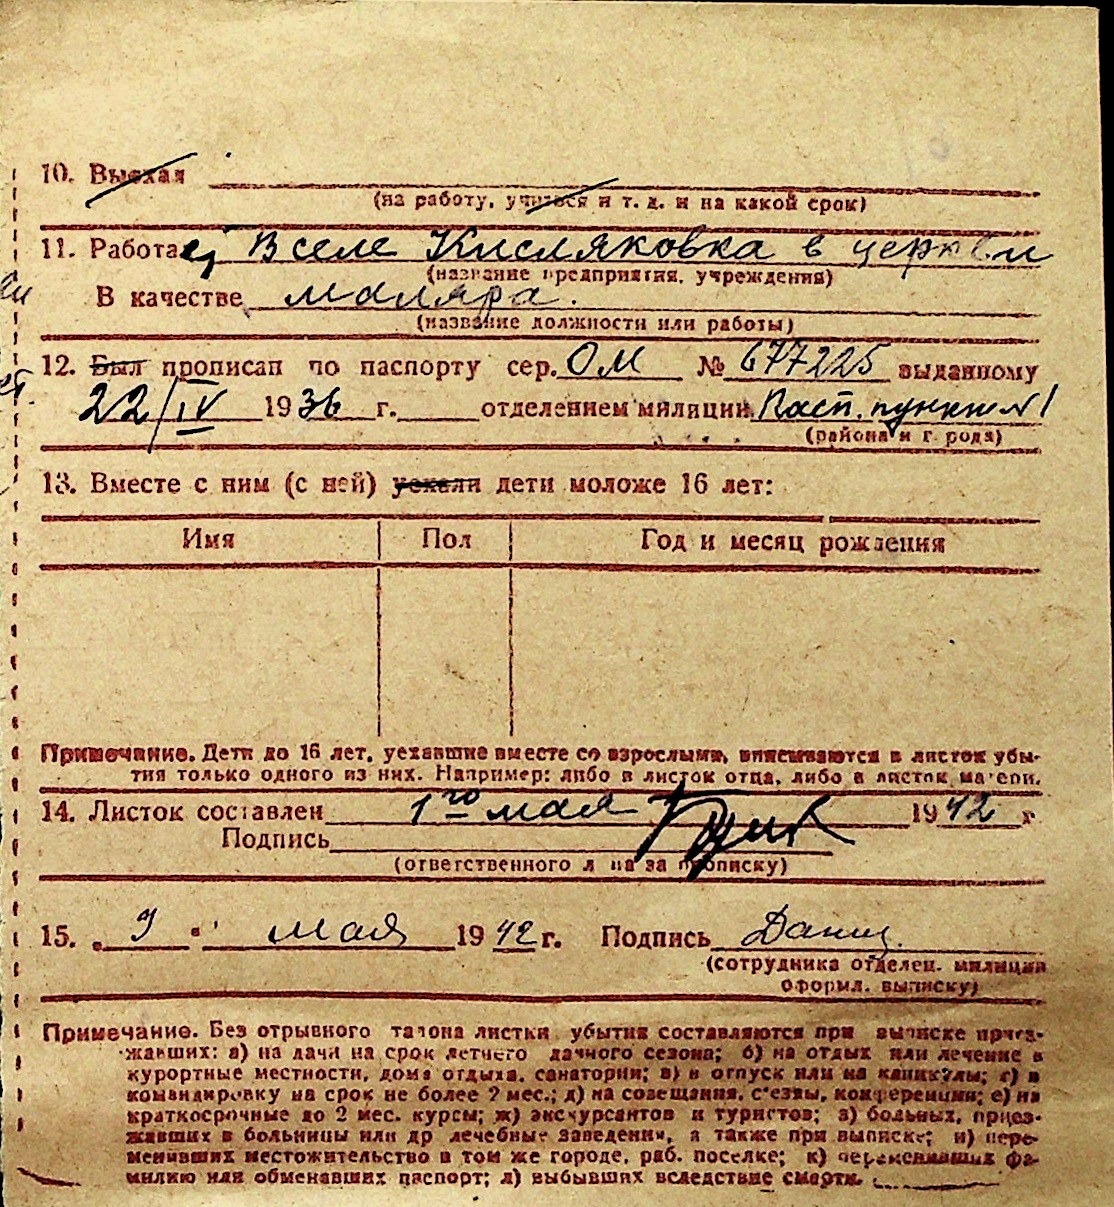 10. Выехал
(на работу, учиться и т. д. и на какой срок)
11. Работает В селе Кисляковка в церкви
(название предприятия, учреждения)
В качестве маляра.
(название должности или работы)
12. Был прописан по паспорту сер. ОМ № 677225 выданному
22/IV 1936 г. отделением милиции Пасп. пункт N 1
(района и города)
13. Вместе с ним (с ней) уехали дети моложе 16 лет:
Имя Пол Год и месяц рождения
Примечание. Дети до 16 лет, уехавшие вместе со взрослыми, вписываются в листок убы-
тия только одного из них. Например: либо в листок отца, либо в листок матери.
14. Листок составлен 1го мая 1942 г
Подпись
(ответственного лица за прописку)
15. „ 9 " мая 1942 г. Подпись Данц.
(сотрудника отделен. милиции
оформл. выписку)
Примечание. Без отрывного талона листки убытия составляются при выписке приез-
жавших: а) на дачи на срок летнего дачного сезона; б) на отдых или лечение в
курортные местности, дома отдыха, санатории; в) в отпуск или на каникулы; г) в
командировку на срок не более 2 мес.; д) на совещания, съезды, конференции; е) на
краткосрочные до 2 мес. курсы; ж) экскурсантов и туристов; з) больных, приез-
жавших в больницы или др лечебные заведения, а также при выписке; и) пере-
менивших местожительство в том же городе, раб. поселке; к) переменивших фа-
милию или обменавших паспорт; л) выбывших вследствие смерти.